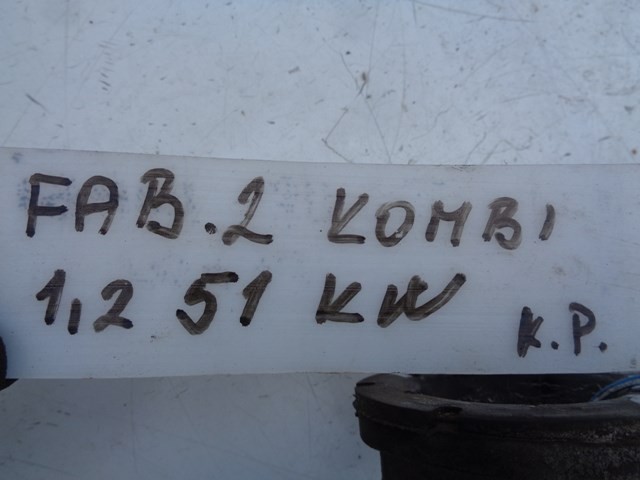 FAB.2 KOMBI
1,2 51 KW
K.P.